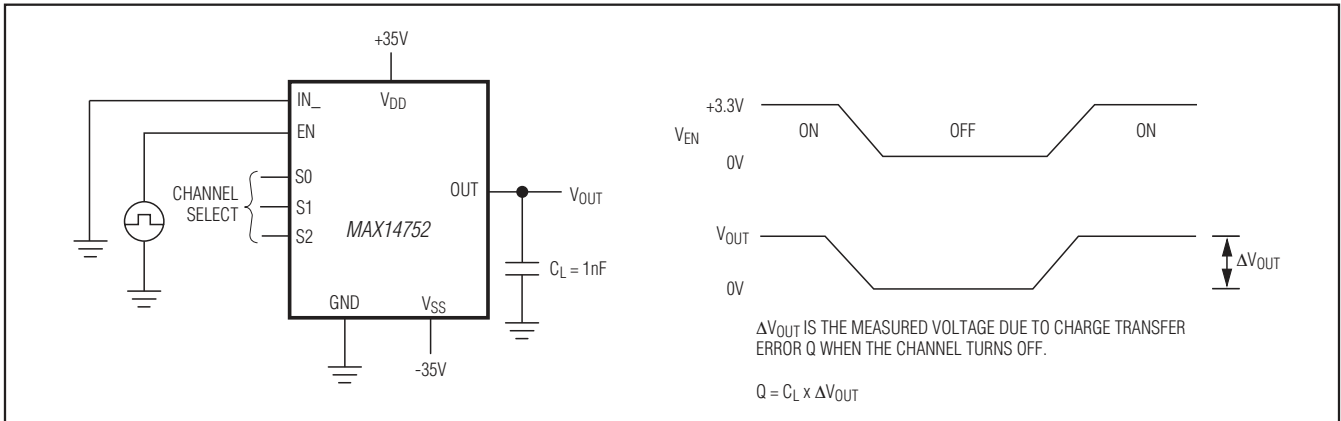 +35V
IN_
VDD
EN
CHANNEL
SELECT
S0
S1
S2
OUT
VOUT
MAX14752
CL = 1nF
GND
VSS
-35V
+3.3V
VEN
ON
OFF
ON
0V
VOUT
ΔVOUT
0V
ΔVOUT IS THE MEASURED VOLTAGE DUE TO CHARGE TRANSFER
ERROR Q WHEN THE CHANNEL TURNS OFF.
Q = CL x ΔVOUT